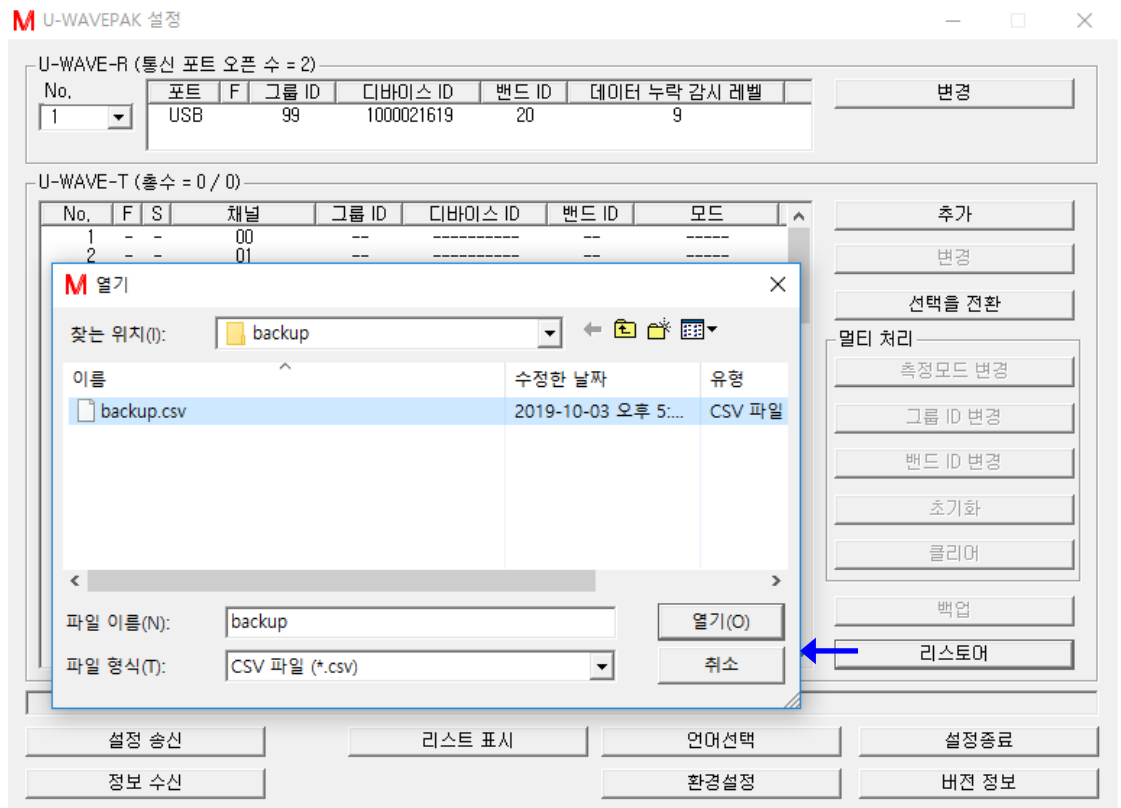 M U-WAVEPAK 설정
U-WAVE-R (통신 포트 오픈 수 = 2)
No. 포트 F 그룹 ID 디바이스 ID 밴드 ID 데이터 누락 감시 레벨 변경
1 USB 99 1000021619 20 9
U-WAVE-T (총수 = 0 / 0)
No. F S 채널 그룹 ID 디바이스 ID 밴드 ID 모드 추가
1 - - 00 -- ---------- -- -----
2 - - 01 -- ---------- -- ----- 변경
M 열기
선택을 전환
찾는 위치(I): backup
멀티 처리
이름 수정한 날짜 유형 측정모드 변경
backup.csv 2019-10-03 오후 5:... CSV 파일 그룹 ID 변경
밴드 ID 변경
초기화
클리어
파일 이름(N): backup 열기(O) 백업
파일 형식(T): CSV 파일 (*.csv) 취소 리스토어
설정 송신 리스트 표시 언어선택 설정종료
정보 수신 환경설정 버전 정보